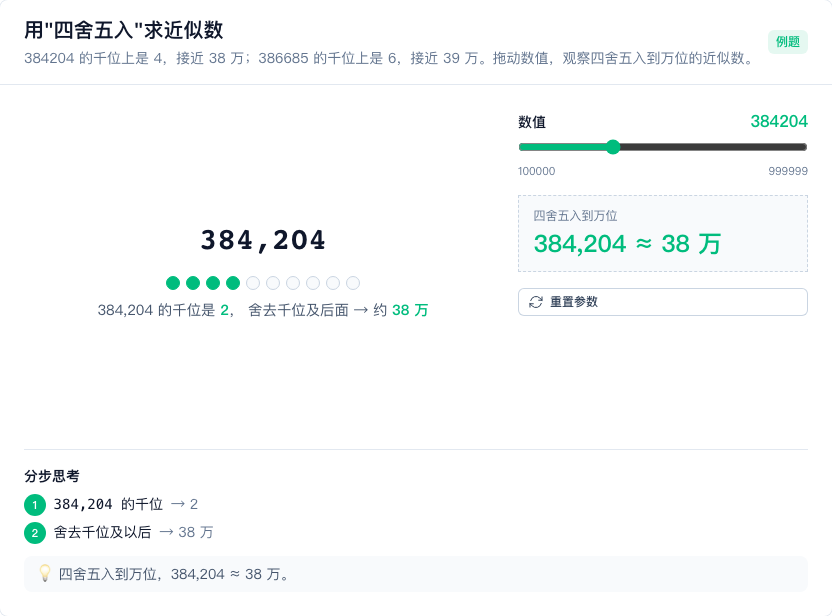 用"四舍五入"求近似数
384204 的千位上是 4，接近 38 万；386685 的千位上是 6，接近 39 万。拖动数值，观察四舍五入到万位的近似数。
例题
数值
384204
100000
999999
四舍五入到万位
384,204 ≈ 38 万
重置参数
384,204
384,204 的千位是 2， 舍去千位及后面 → 约 38 万
分步思考
1 384,204 的千位 → 2
2 舍去千位及以后 → 38 万
四舍五入到万位，384,204 ≈ 38 万。